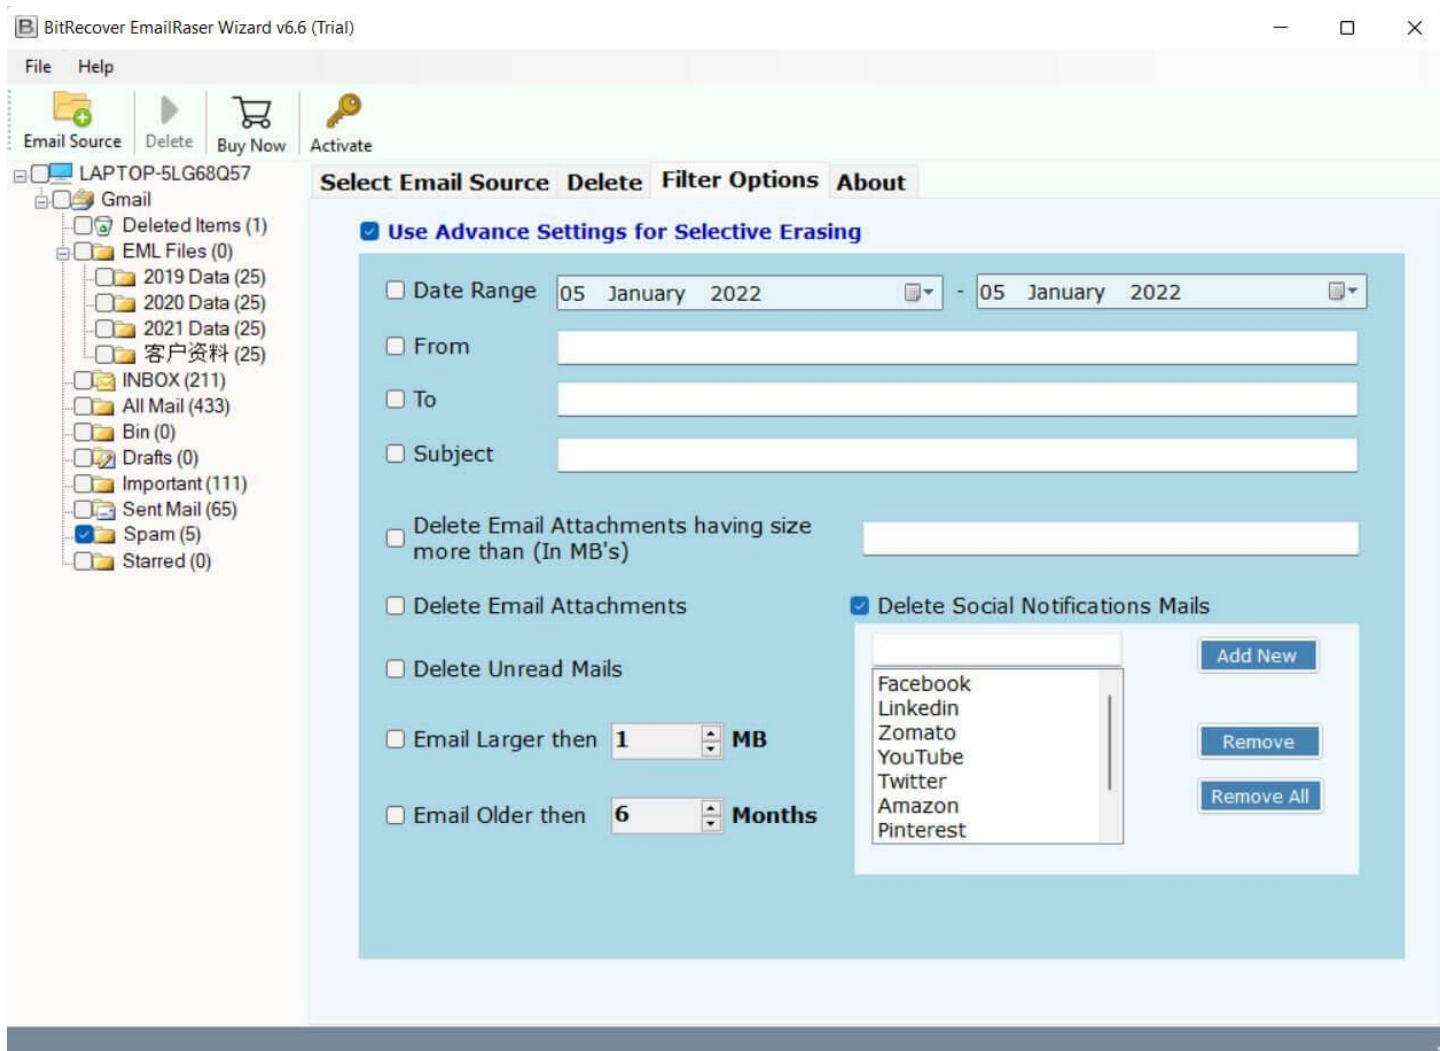 BitRecover EmailRaser Wizard v6.6 (Trial)
File Help
Email Source Delete Buy Now Activate
LAPTOP-5LG68Q57
Gmail
Deleted Items (1)
EML Files (0)
2019 Data (25)
2020 Data (25)
2021 Data (25)
客户资料 (25)
INBOX (211)
All Mail (433)
Bin (0)
Drafts (0)
Important (111)
Sent Mail (65)
Spam (5)
Starred (0)
Select Email Source Delete Filter Options About
Use Advance Settings for Selective Erasing
Date Range 05 January 2022 - 05 January 2022
From
To
Subject
Delete Email Attachments having size
more than (In MB's)
Delete Email Attachments
Delete Unread Mails
Email Larger then 1 MB
Email Older then 6 Months
Delete Social Notifications Mails
Add New
Facebook
Linkedin
Zomato
YouTube
Twitter
Amazon
Pinterest
Remove
Remove All